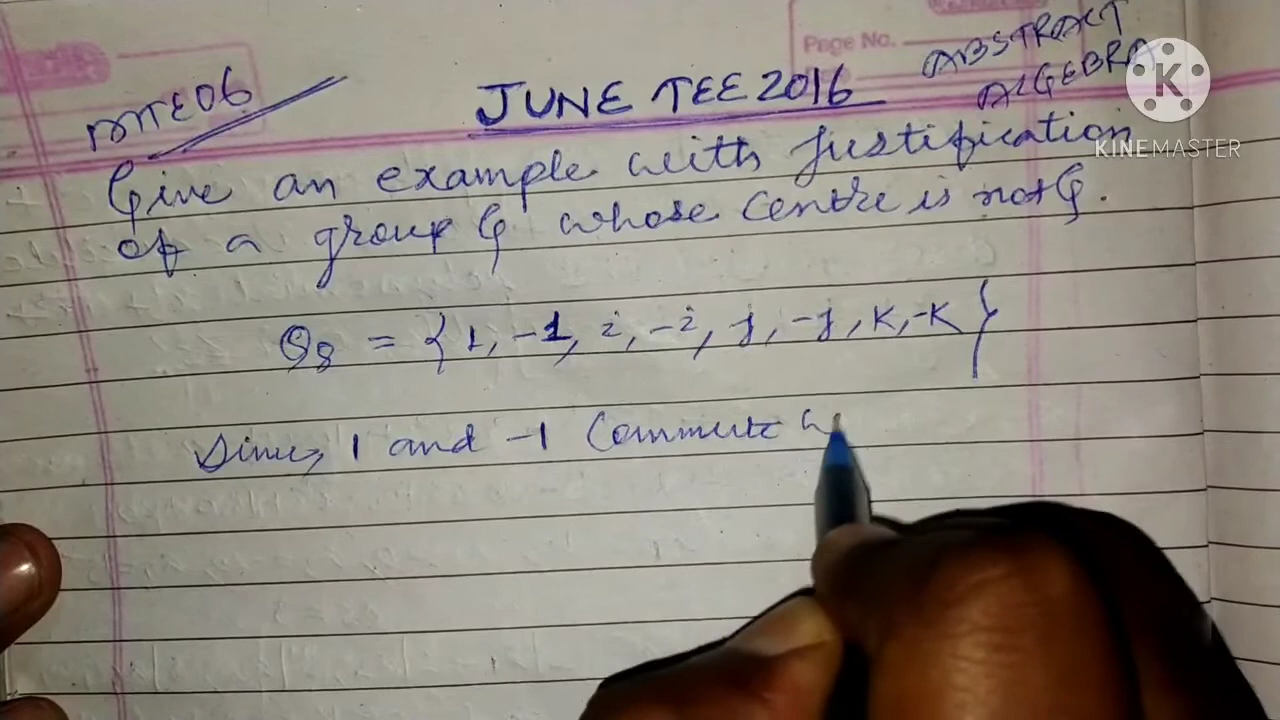 Page No.
ABSTRACT
ALGEBRA
MTE06
JUNE TEE 2016
K
KINEMASTER
Give an example with justification
of a group G whose centre is not G.
Q8 = {1, -1, i, -i, j, -j, K, -K}
Since, 1 and -1 Commute